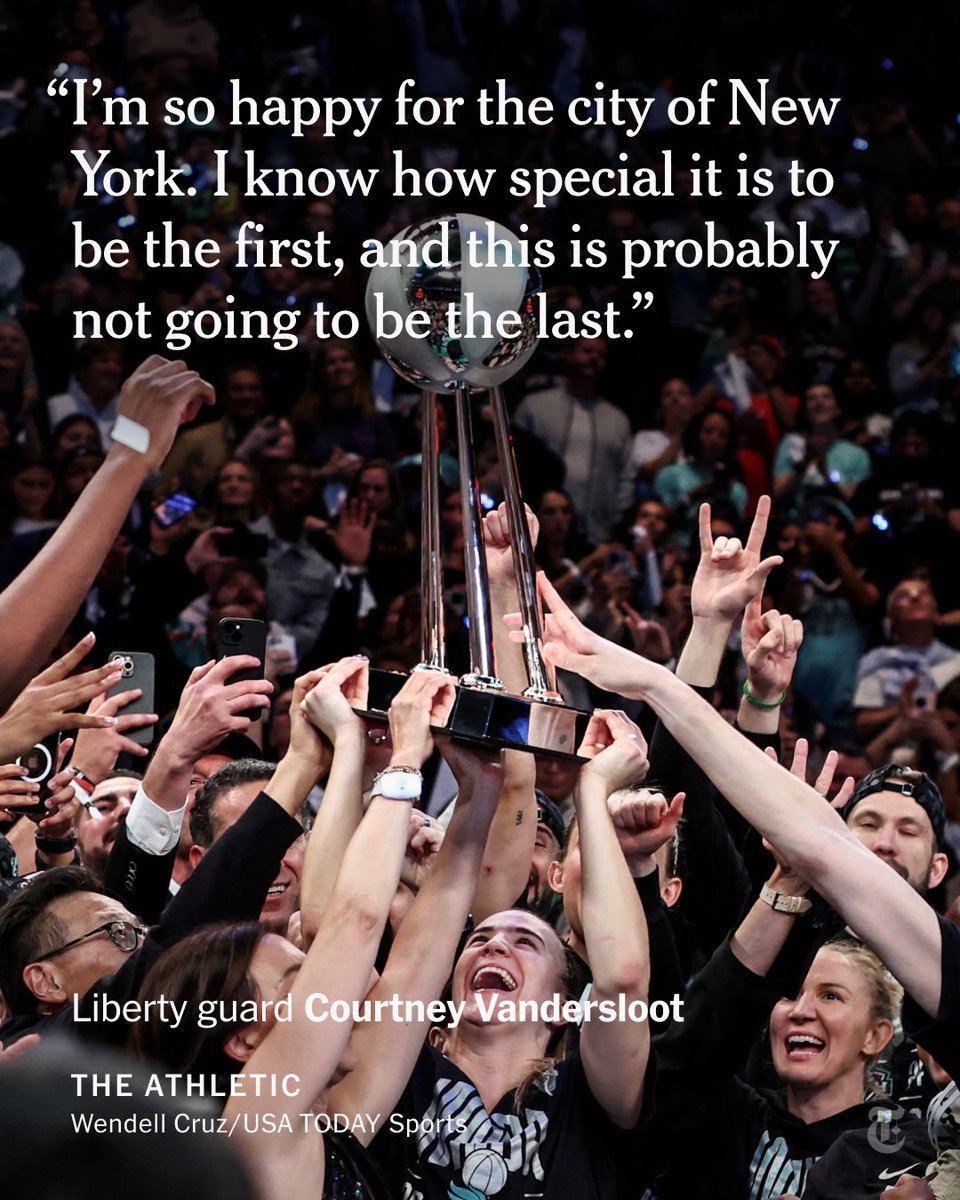 “I’m so happy for the city of New
York. I know how special it is to
be the first, and this is probably
not going to be the last.”
Liberty guard Courtney Vandersloot
THE ATHLETIC
Wendell Cruz/USA TODAY Sports